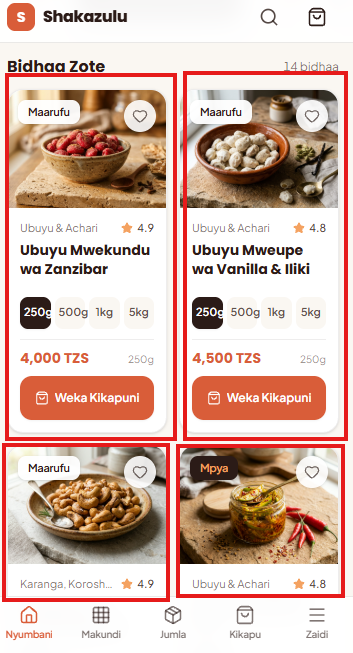 S Shakazulu
Bidhaa Zote 14 bidhaa
Maarufu
Ubuyu & Achari 4.9
Ubuyu Mwekundu
wa Zanzibar
250g 500g 1kg 5kg
4,000 TZS 250g
Weka Kikapuni
Maarufu
Ubuyu & Achari 4.8
Ubuyu Mweupe
wa Vanilla & Iliki
250g 500g 1kg 5kg
4,500 TZS 250g
Weka Kikapuni
Maarufu
Karanga, Korosh... 4.9
Mpya
Ubuyu & Achari 4.8
Nyumbani Makundi Jumla Kikapu Zaidi